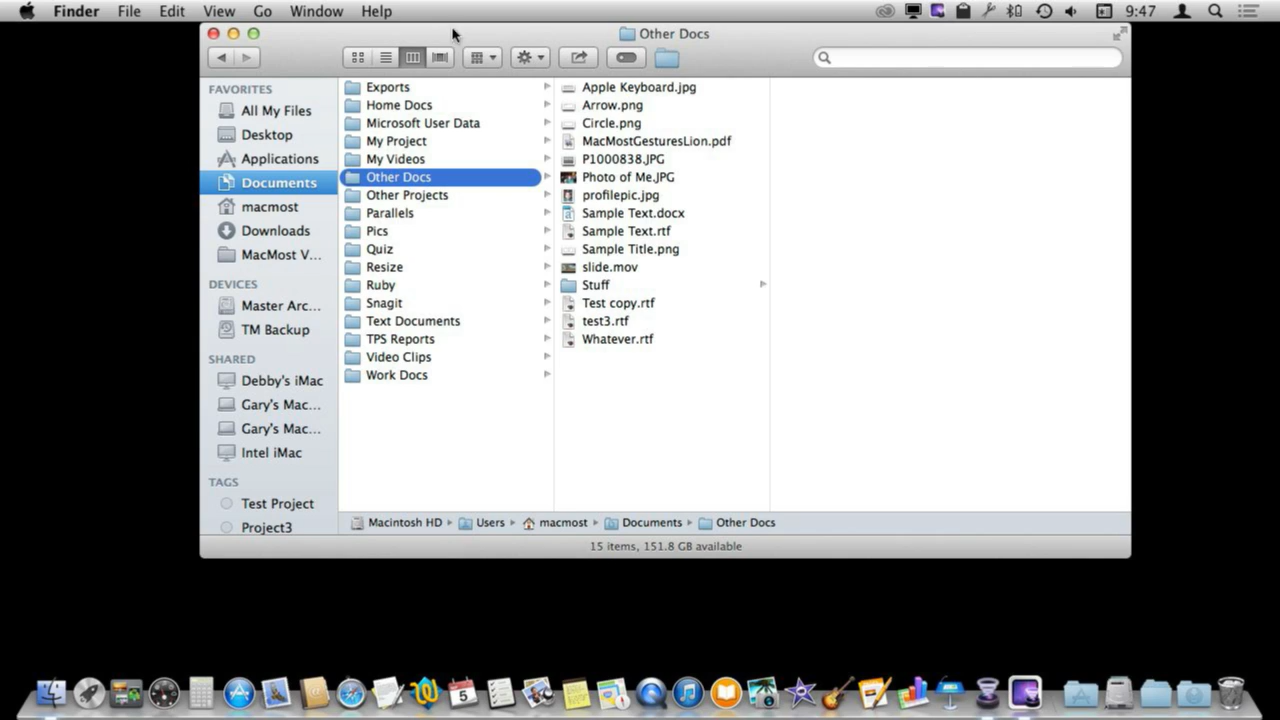 Finder File Edit View Go Window Help 9:47
Other Docs
FAVORITES
All My Files
Desktop
Applications
Documents
macmost
Downloads
MacMost V...
DEVICES
Master Arc...
TM Backup
SHARED
Debby's iMac
Gary's Mac...
Gary's Mac...
Intel iMac
TAGS
Test Project
Project3
Exports
Home Docs
Microsoft User Data
My Project
My Videos
Other Docs
Other Projects
Parallels
Pics
Quiz
Resize
Ruby
Snagit
Text Documents
TPS Reports
Video Clips
Work Docs
Apple Keyboard.jpg
Arrow.png
Circle.png
MacMostGesturesLion.pdf
P1000838.JPG
Photo of Me.JPG
profilepic.jpg
Sample Text.docx
Sample Text.rtf
Sample Title.png
slide.mov
Stuff
Test copy.rtf
test3.rtf
Whatever.rtf
Macintosh HD Users macmost Documents Other Docs
15 items, 151.8 GB available
5